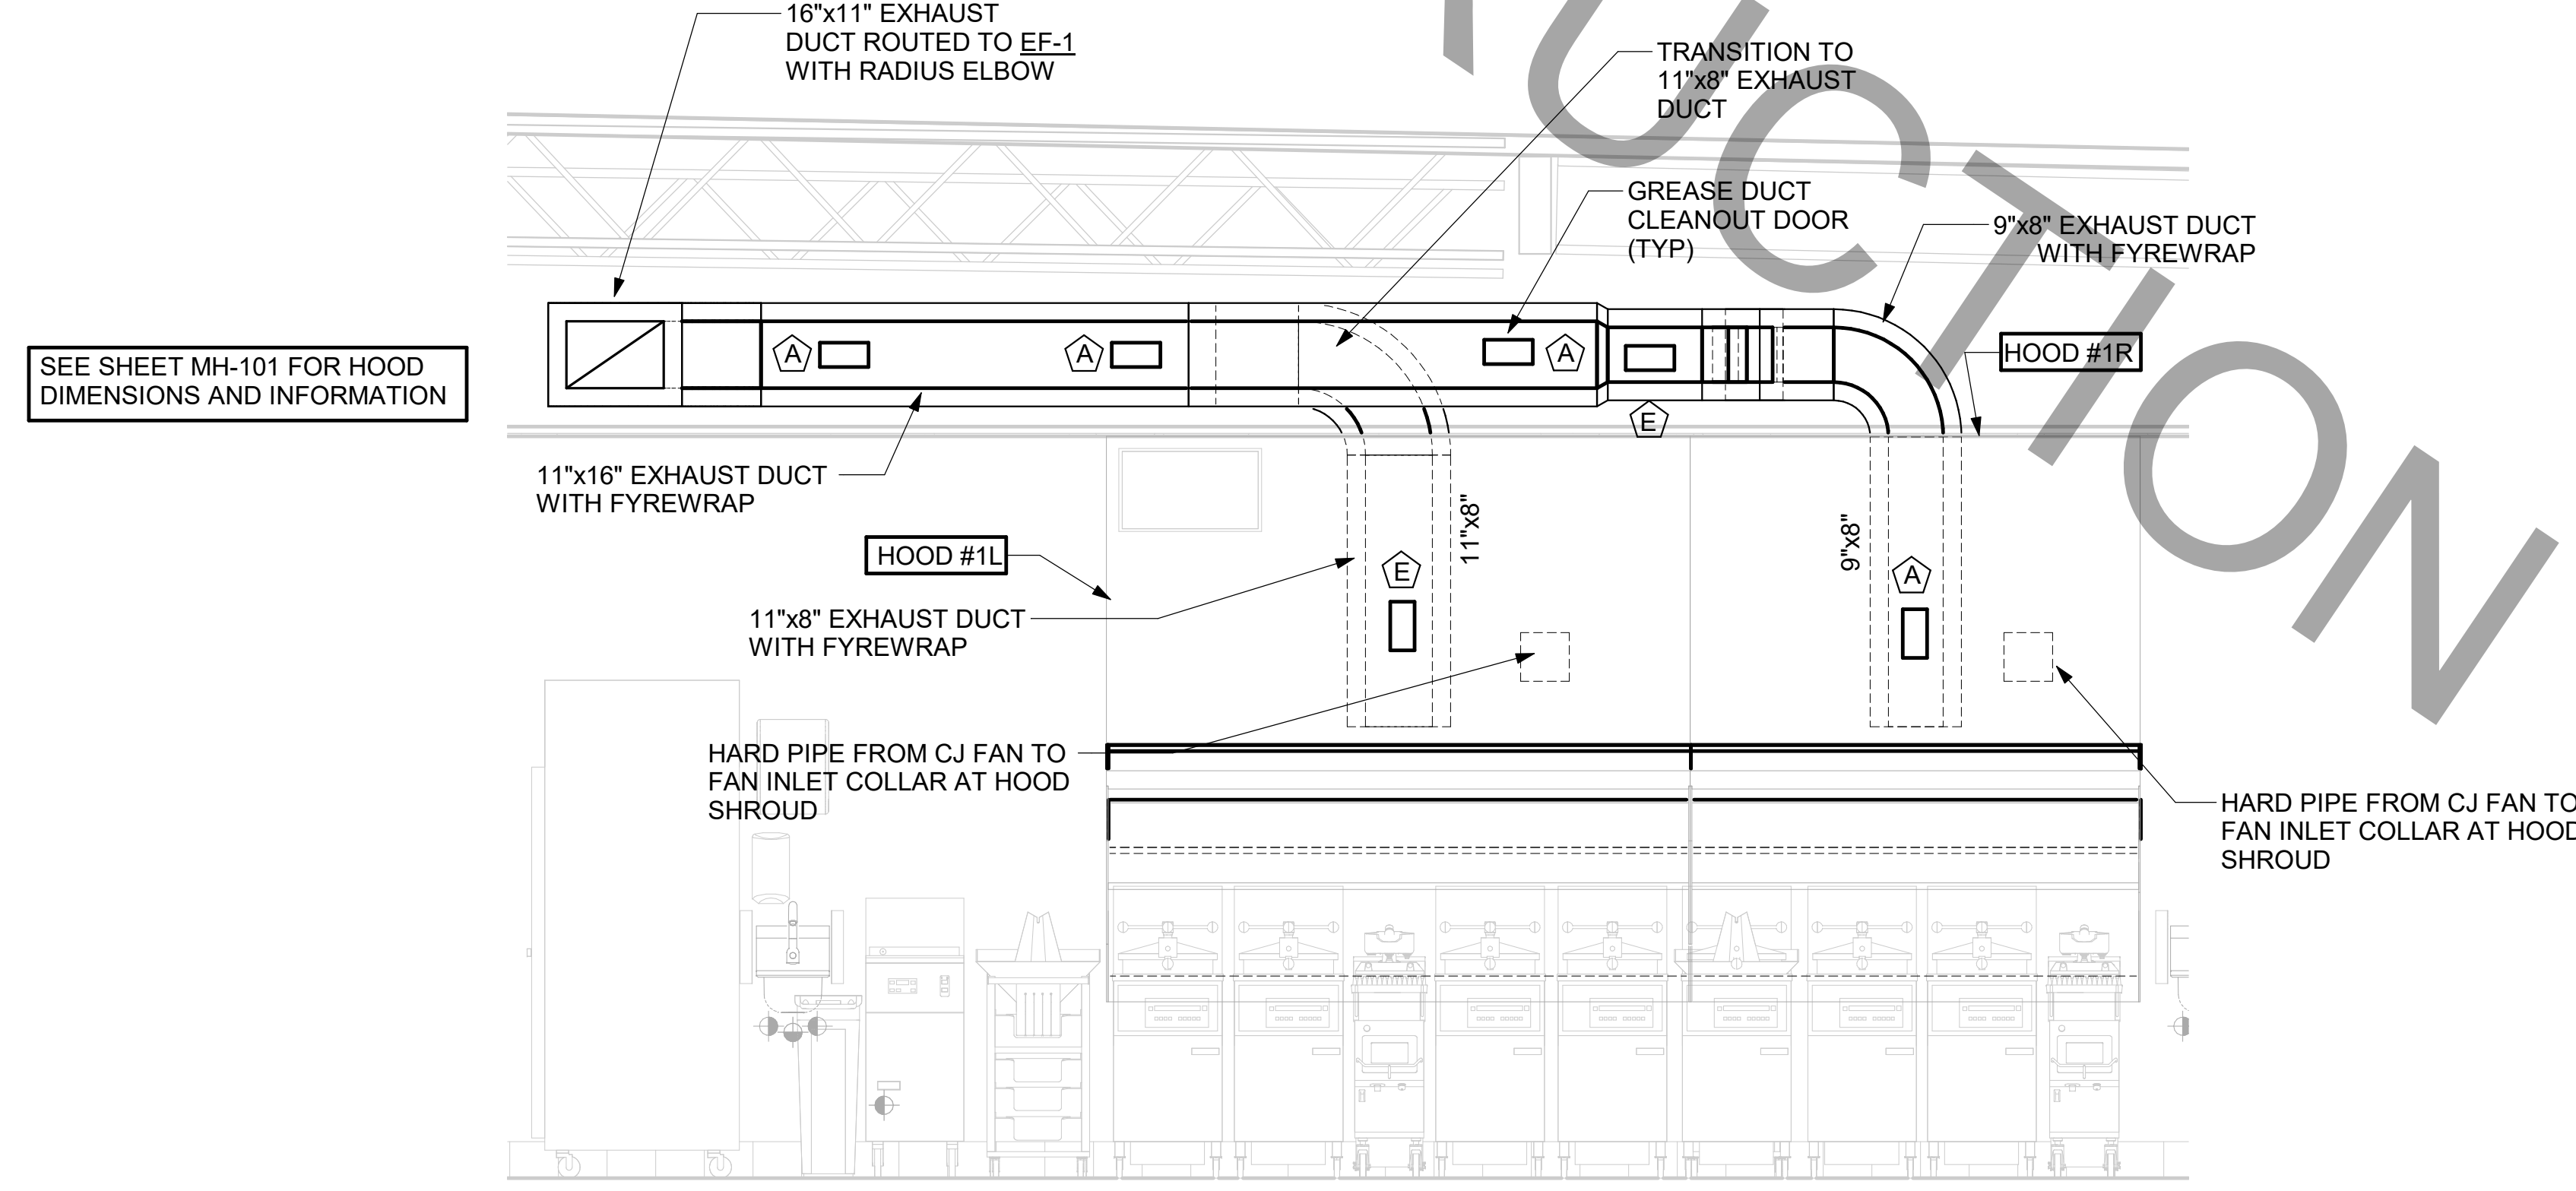 16"x11" EXHAUST
DUCT ROUTED TO EF-1
WITH RADIUS ELBOW
TRANSITION TO
11"x8" EXHAUST
DUCT
GREASE DUCT
CLEANOUT DOOR
(TYP)
9"x8" EXHAUST DUCT
WITH FYREWRAP
HOOD #1R
SEE SHEET MH-101 FOR HOOD
DIMENSIONS AND INFORMATION
A
A
A
E
11"x16" EXHAUST DUCT
WITH FYREWRAP
HOOD #1L
11"x8"
9"x8"
E
A
11"x8" EXHAUST DUCT
WITH FYREWRAP
HARD PIPE FROM CJ FAN TO
FAN INLET COLLAR AT HOOD
SHROUD
HARD PIPE FROM CJ FAN TO
FAN INLET COLLAR AT HOOD
SHROUD
UCTION